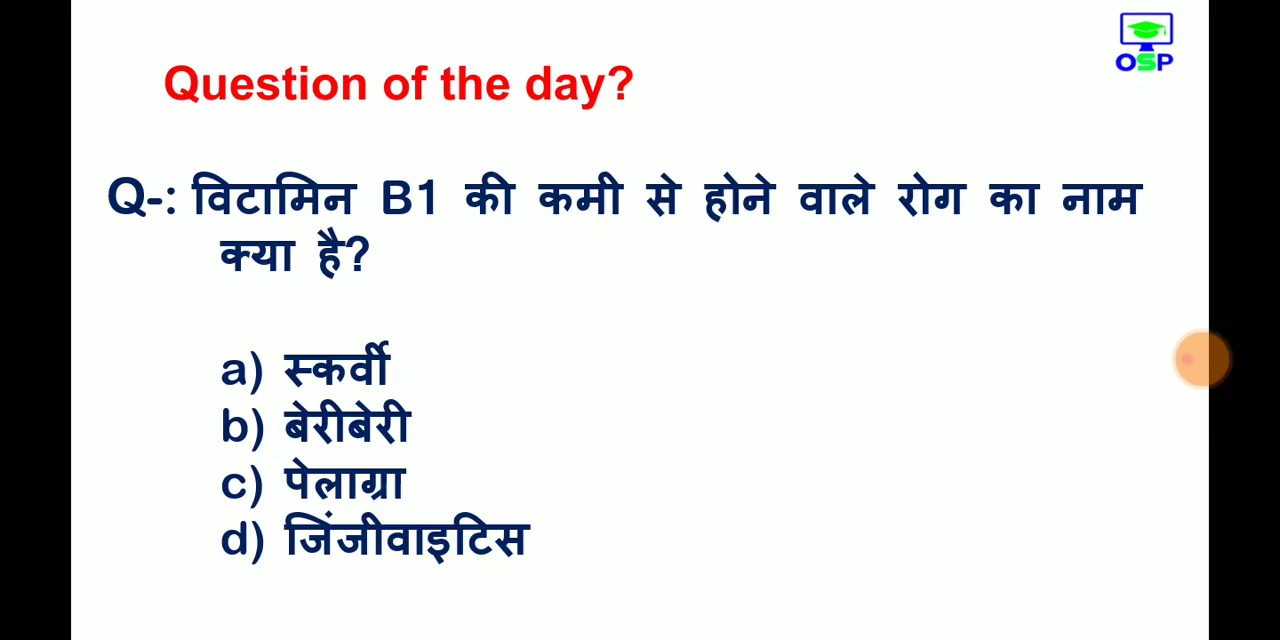 OSP
Question of the day?
Q-: विटामिन B1 की कमी से होने वाले रोग का नाम
क्या है?
a) स्कर्वी
b) बेरीबेरी
c) पेलाग्रा
d) जिंजीवाइटिस